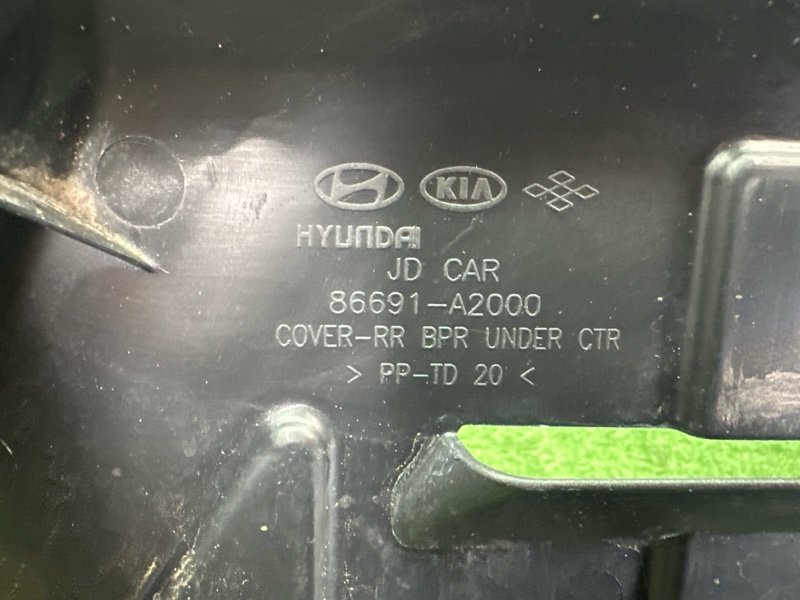 KIA
HYUNDAI
JD CAR
86691-A2000
COVER-RR BPR UNDER CTR
> PP-TD 20 <